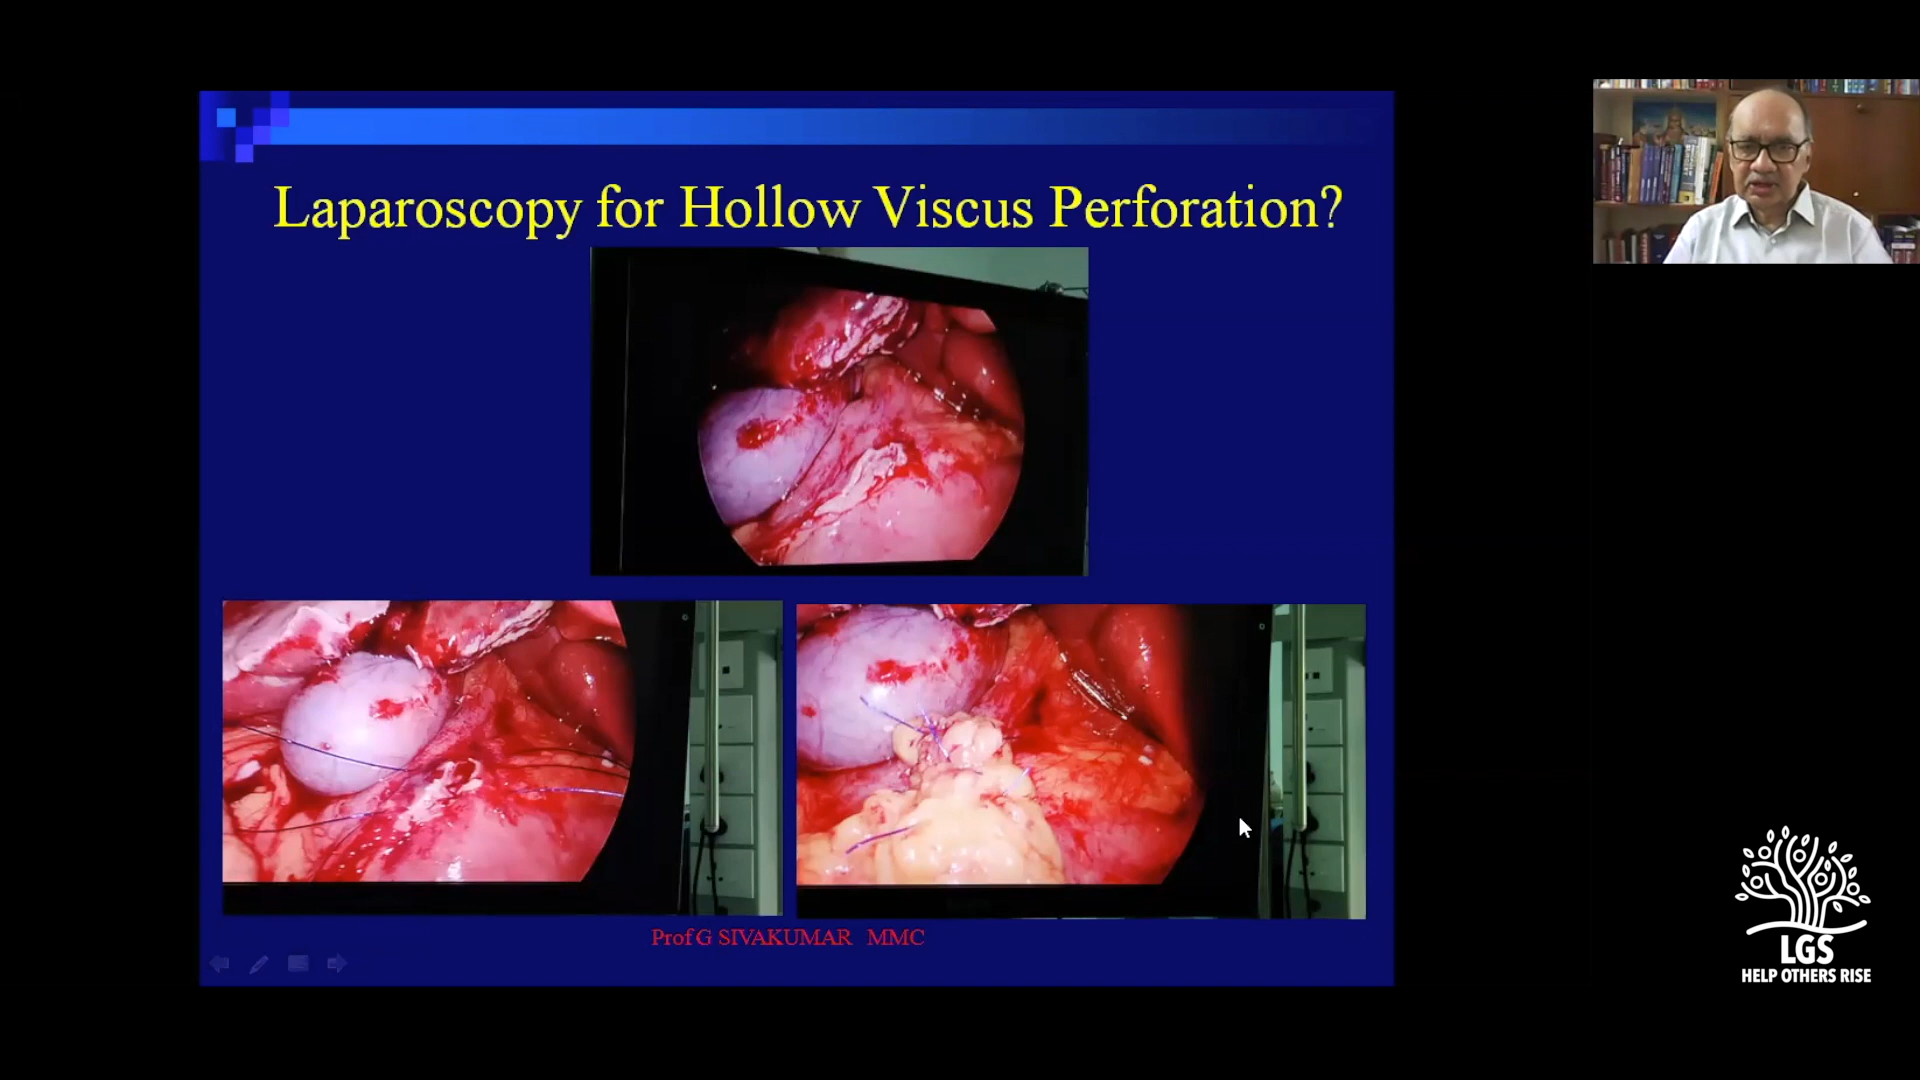 Laparoscopy for Hollow Viscus Perforation?
Prof G SIVAKUMAR MMC
LGS
HELP OTHERS RISE